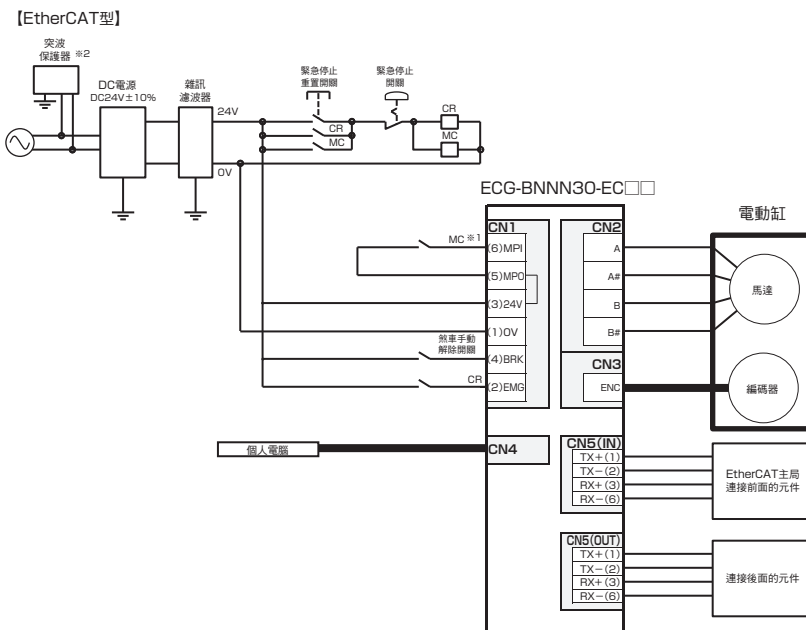 【EtherCAT型】
突波
保護器 ※2
DC電源
DC24V±10%
雜訊
濾波器
24V
0V
緊急停止
重置開關
緊急停止
開關
CR
MC
CR
MC
ECG-BNNN30-EC□□
電動缸
CN1
MC ※1
(6)MPI
(5)MPO
(3)24V
(1)0V
煞車手動
解除開關
(4)BRK
CR
(2)EMG
CN2
A
A#
B
B#
馬達
CN3
ENC
編碼器
個人電腦
CN4
CN5(IN)
TX+(1)
TX−(2)
RX+(3)
RX−(6)
EtherCAT主局
連接前面的元件
CN5(OUT)
TX+(1)
TX−(2)
RX+(3)
RX−(6)
連接後面的元件